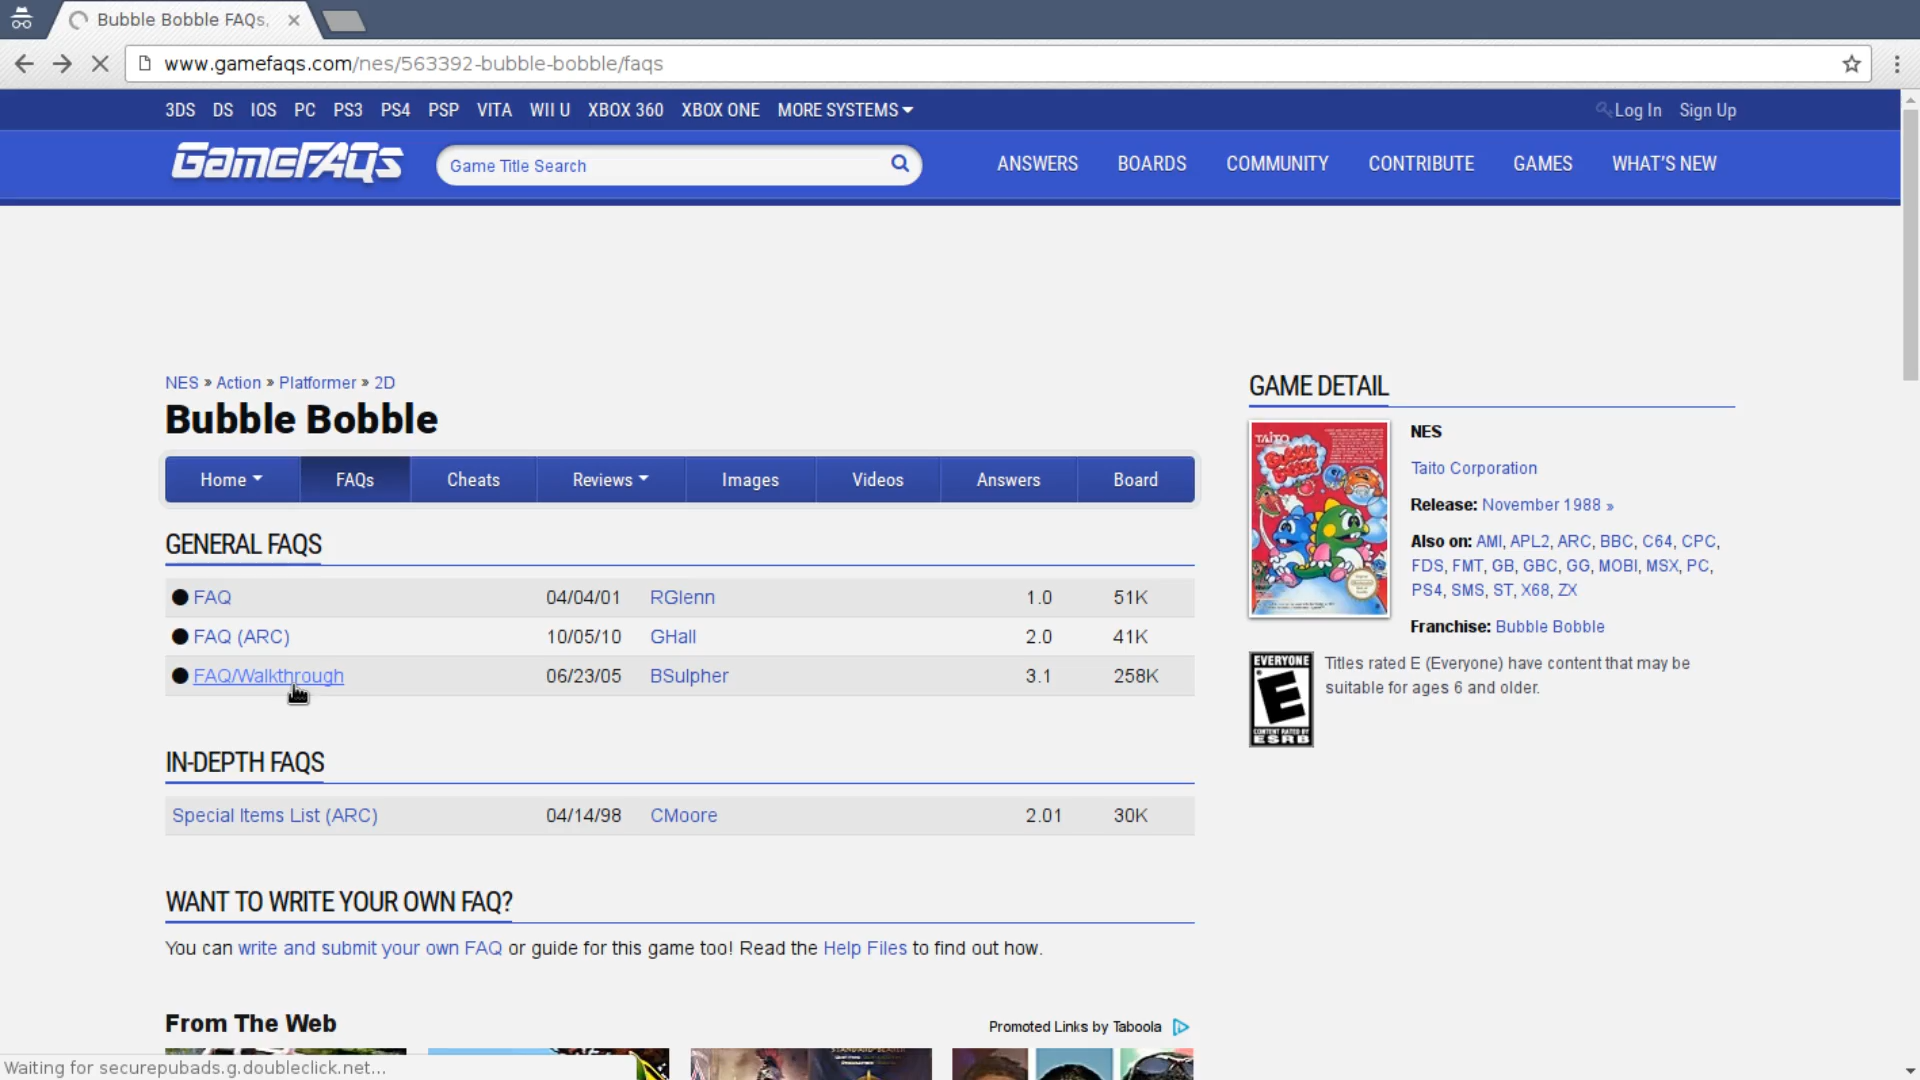 Bubble Bobble FAQs,
www.gamefaqs.com/nes/563392-bubble-bobble/faqs
3DS DS IOS PC PS3 PS4 PSP VITA WII U XBOX 360 XBOX ONE MORE SYSTEMS Log In Sign Up
GameFAQs Game Title Search ANSWERS BOARDS COMMUNITY CONTRIBUTE GAMES WHAT'S NEW
NES » Action » Platformer » 2D
Bubble Bobble
Home FAQs Cheats Reviews Images Videos Answers Board
GENERAL FAQS
FAQ 04/04/01 RGlenn 1.0 51K
FAQ (ARC) 10/05/10 GHall 2.0 41K
FAQ/Walkthrough 06/23/05 BSulpher 3.1 258K
IN-DEPTH FAQS
Special Items List (ARC) 04/14/98 CMoore 2.01 30K
WANT TO WRITE YOUR OWN FAQ?
You can write and submit your own FAQ or guide for this game too! Read the Help Files to find out how.
From The Web
Promoted Links by Taboola
GAME DETAIL
TAITO
Bubble Bobble
NES
Taito Corporation
Release: November 1988 »
Also on: AMI, APL2, ARC, BBC, C64, CPC,
FDS, FMT, GB, GBC, GG, MOBI, MSX, PC,
PS4, SMS, ST, X68, ZX
Franchise: Bubble Bobble
EVERYONE
E
CONTENT RATED BY
ESRB
Titles rated E (Everyone) have content that may be
suitable for ages 6 and older.
Waiting for securepubads.g.doubleclick.net...